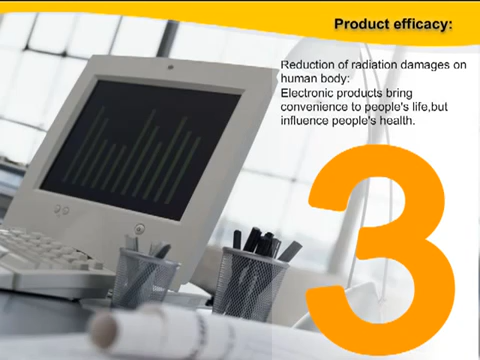 Product efficacy:
Reduction of radiation damages on
human body:
Electronic products bring
convenience to people's life,but
influence people's health.
3